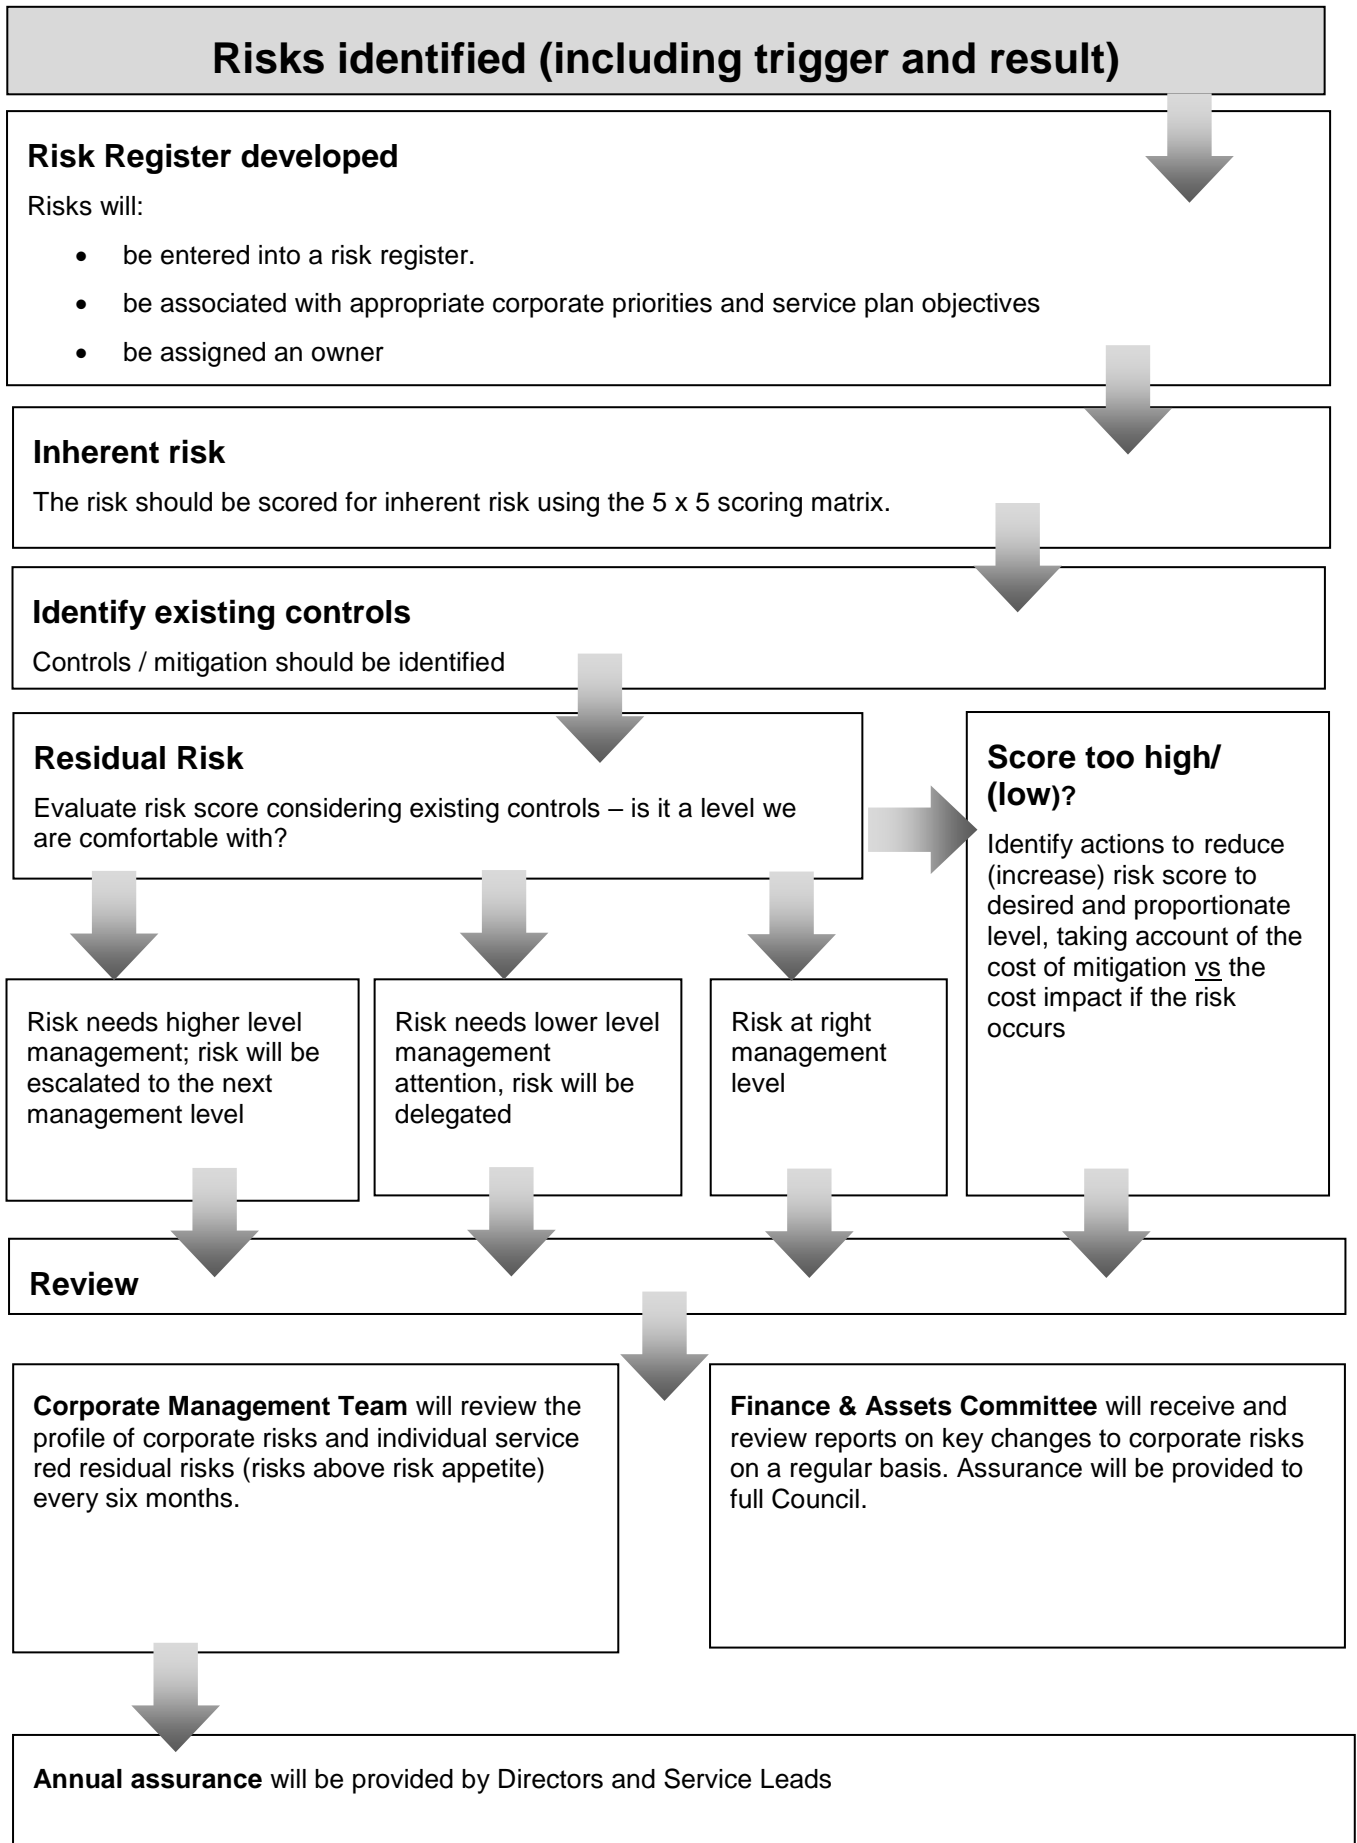 Risks identified (including trigger and result)
Risk Register developed
Risks will:
• be entered into a risk register.
• be associated with appropriate corporate priorities and service plan objectives
• be assigned an owner
Inherent risk
The risk should be scored for inherent risk using the 5 x 5 scoring matrix.
Identify existing controls
Controls / mitigation should be identified
Residual Risk
Evaluate risk score considering existing controls – is it a level we
are comfortable with?
Score too high/
(low)?
Identify actions to reduce
(increase) risk score to
desired and proportionate
level, taking account of the
cost of mitigation vs the
cost impact if the risk
occurs
Risk needs higher level
management; risk will be
escalated to the next
management level
Risk needs lower level
management
attention, risk will be
delegated
Risk at right
management
level
Review
Corporate Management Team will review the
profile of corporate risks and individual service
red residual risks (risks above risk appetite)
every six months.
Finance & Assets Committee will receive and
review reports on key changes to corporate risks
on a regular basis. Assurance will be provided to
full Council.
Annual assurance will be provided by Directors and Service Leads